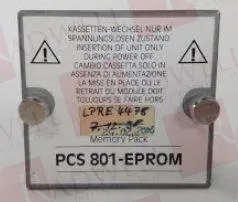 KASSETTEN-WECHSEL NUR IM
SPANNUNGSLOSEN ZUSTAND
INSERTION OF UNIT ONLY
DURING POWER OFF.
CAMBIO CASSETTA SOLO IN
ASSENZA DI ALIMENTAZIONE
LA MISE EN PLACE OU LE
RETRAIT DU MODULE DOIT
TOUJOURS SE FAIRE HORS
LPRE 4478
Memory Pack
PCS 801-EPROM